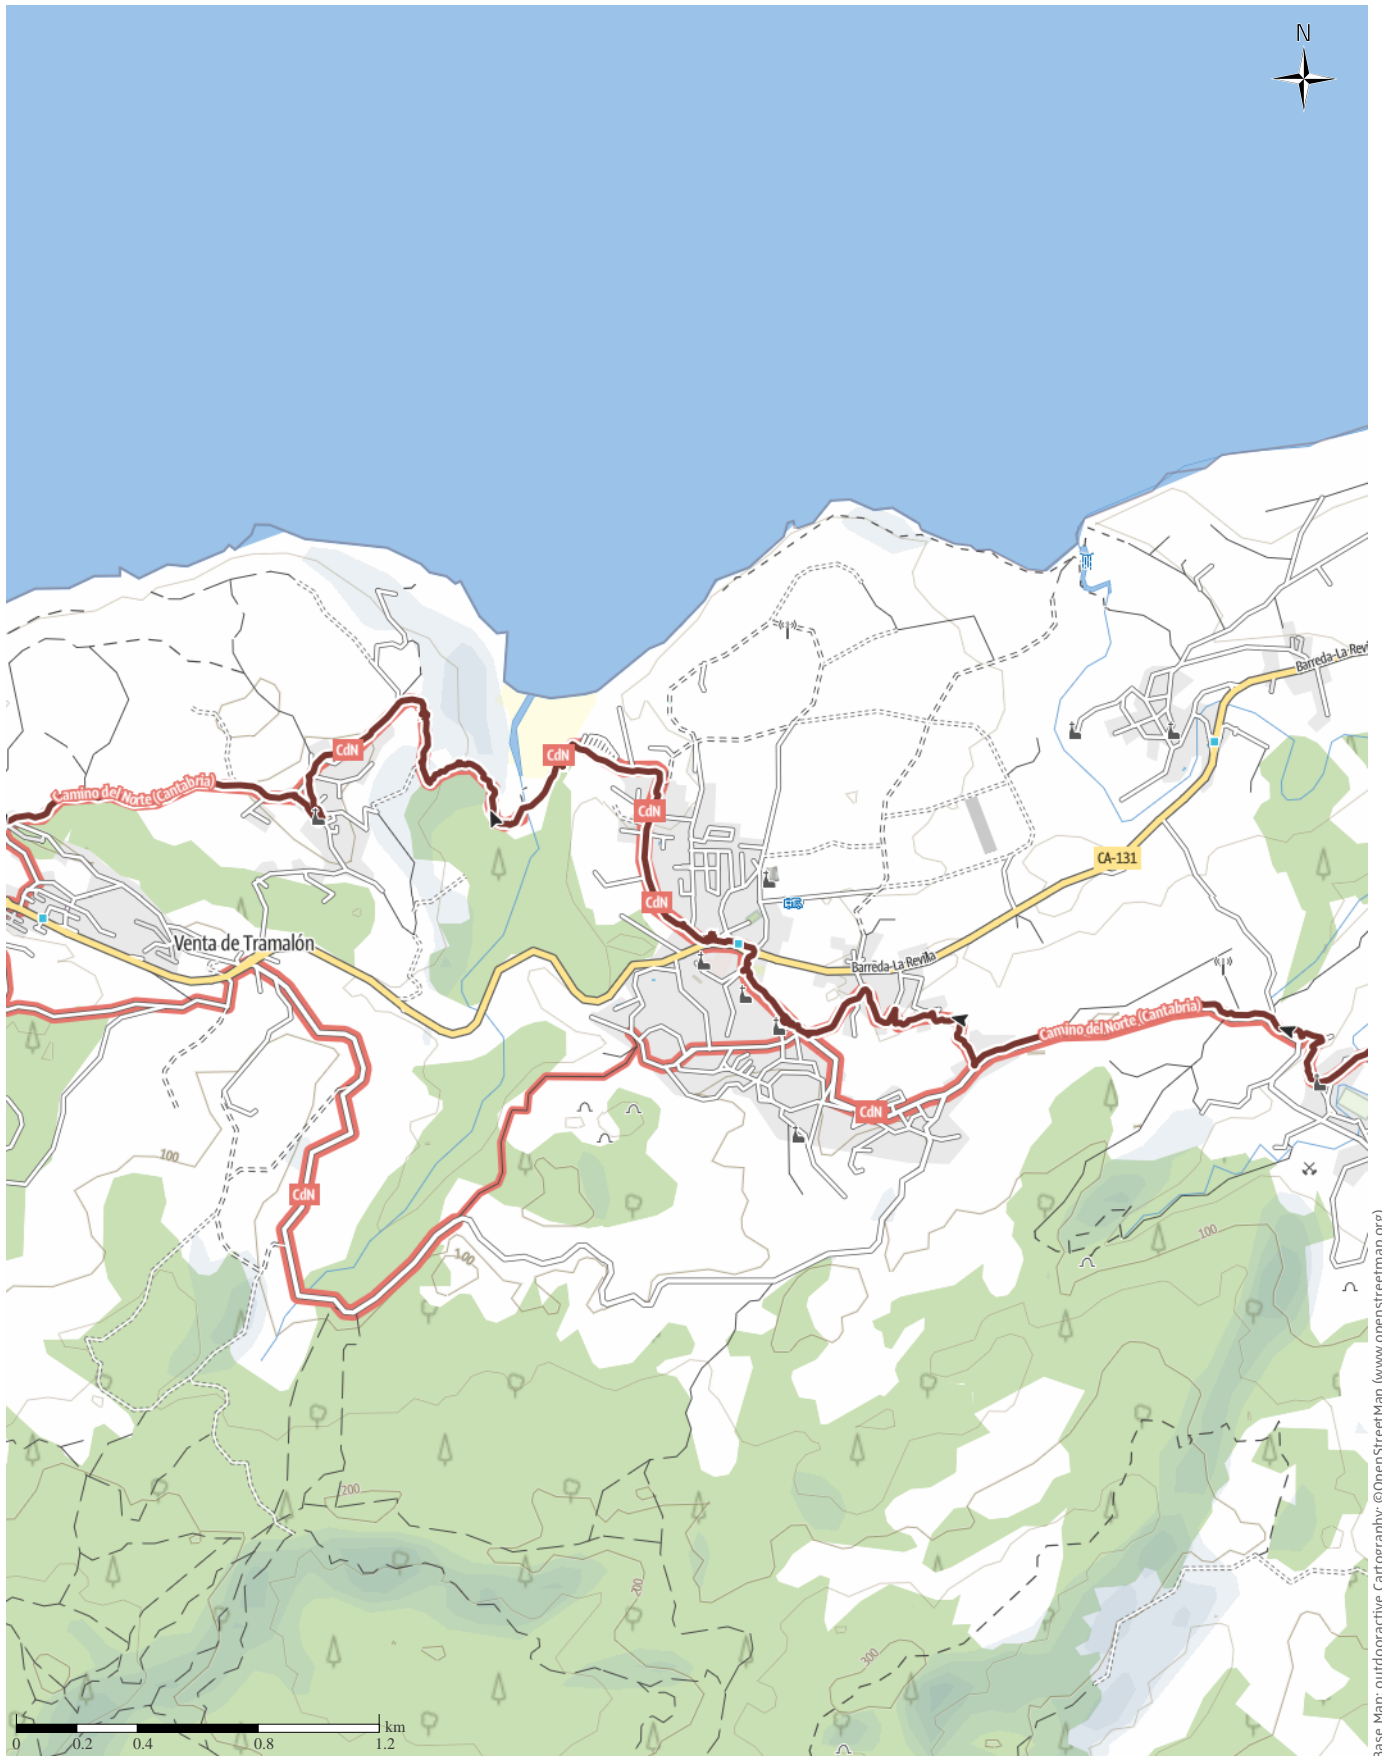 N
Barreda-La Revi
CdN
CdN
Camino del Norte (Cantabria)
CdN
CA-131
CdN
Venta de Tramalón
Barreda-La Revilla
Camino del Norte (Cantabria)
CdN
100
CdN
100
100
200
200
300
km
0 0.2 0.4 0.8 1.2
Base Map: outdooractive Cartography; ©OpenStreetMap (www.openstreetmap.org)